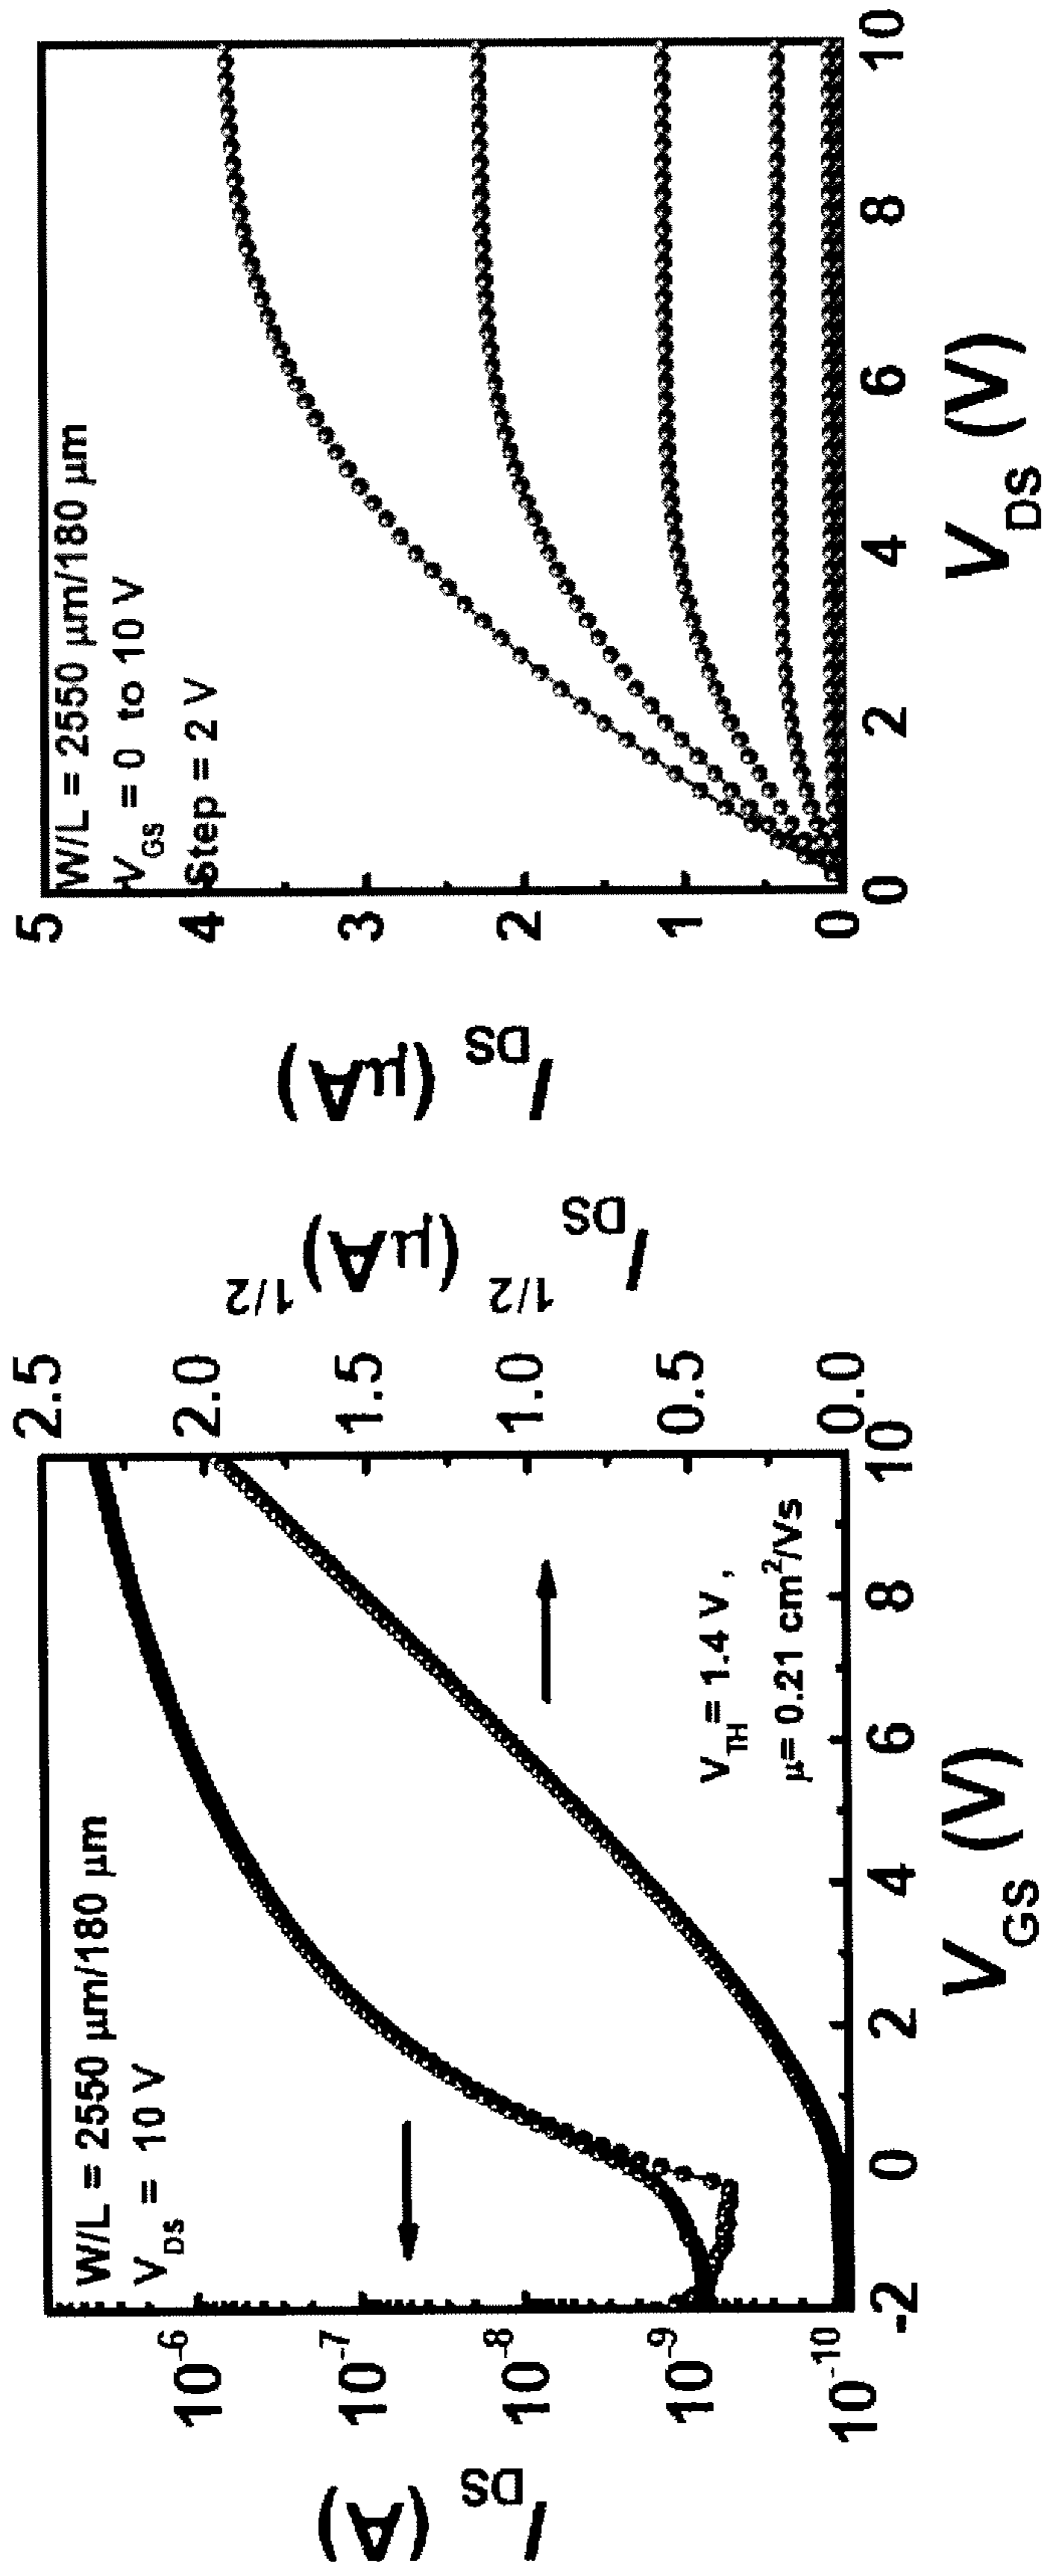 W/L = 2550 μm/180 μm
V_DS = 10 V
I_DS (A)
10^-6
10^-7
10^-8
10^-9
10^-10
-2 0 2 4 6 8 10
V_GS (V)
V_TH = 1.4 V ,
μ= 0.21 cm^2/Vs
2.5
2.0
1.5
1.0
0.5
0.0
I_DS^1/2 (μA)^1/2
W/L = 2550 μm/180 μm
V_GS = 0 to 10 V
Step = 2 V
I_DS (μA)
5
4
3
2
1
0
0 2 4 6 8 10
V_DS (V)